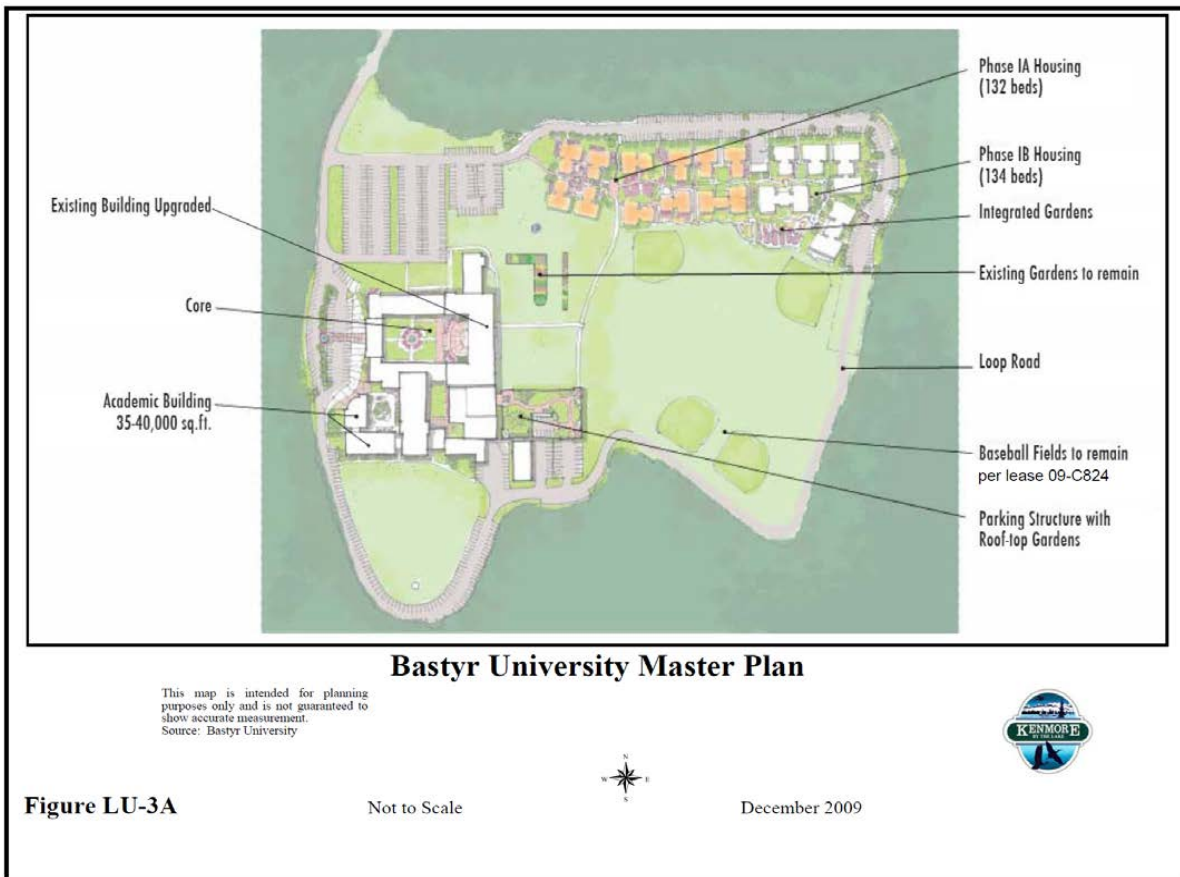 Phase IA Housing
(132 beds)
Phase IB Housing
(134 beds)
Integrated Gardens
Existing Gardens to remain
Loop Road
Baseball Fields to remain
per lease 09-C824
Parking Structure with
Roof-top Gardens
Existing Building Upgraded
Core
Academic Building
35-40,000 sq.ft.
Bastyr University Master Plan
This map is intended for planning
purposes only and is not guaranteed to
show accurate measurement.
Source: Bastyr University
KENMORE
BY THE LAKE
N
W E
S
Figure LU-3A
Not to Scale
December 2009